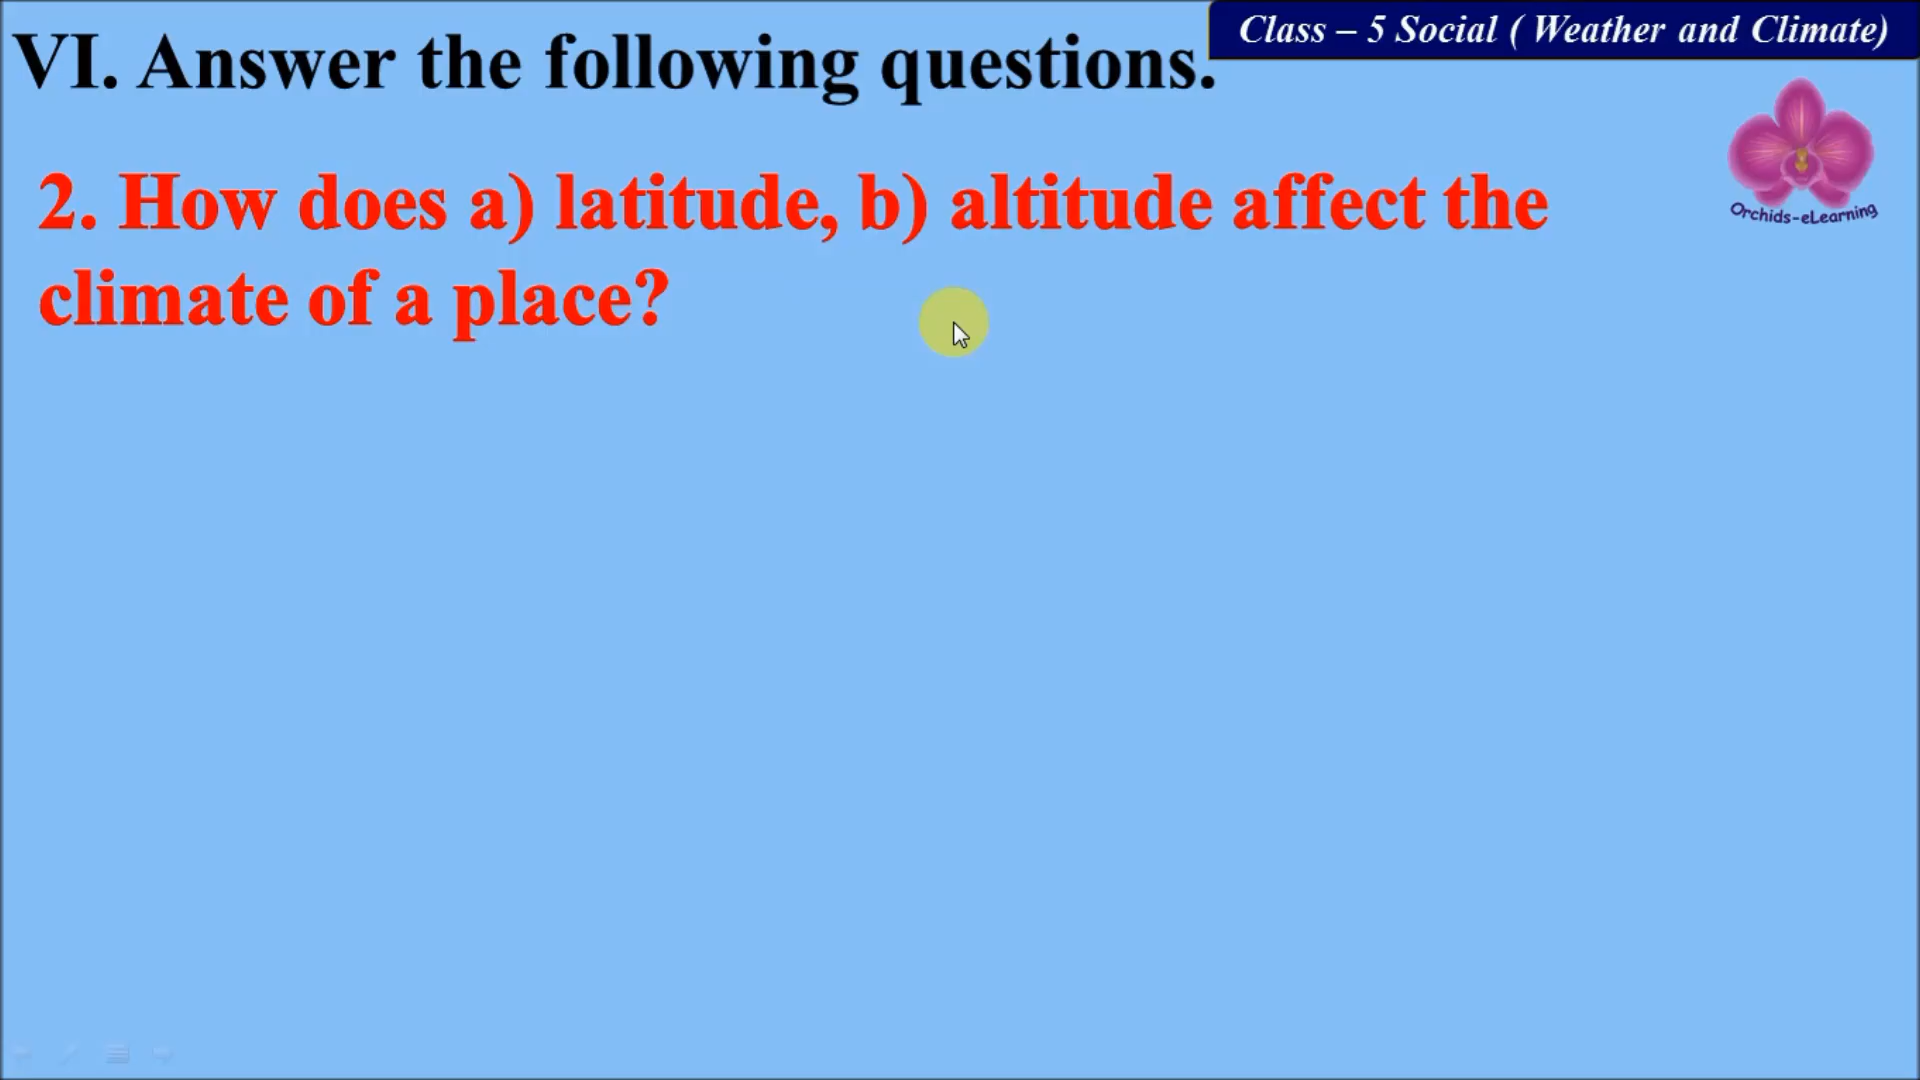 Class – 5 Social ( Weather and Climate)
VI. Answer the following questions.
Orchids-eLearning
2. How does a) latitude, b) altitude affect the
climate of a place?